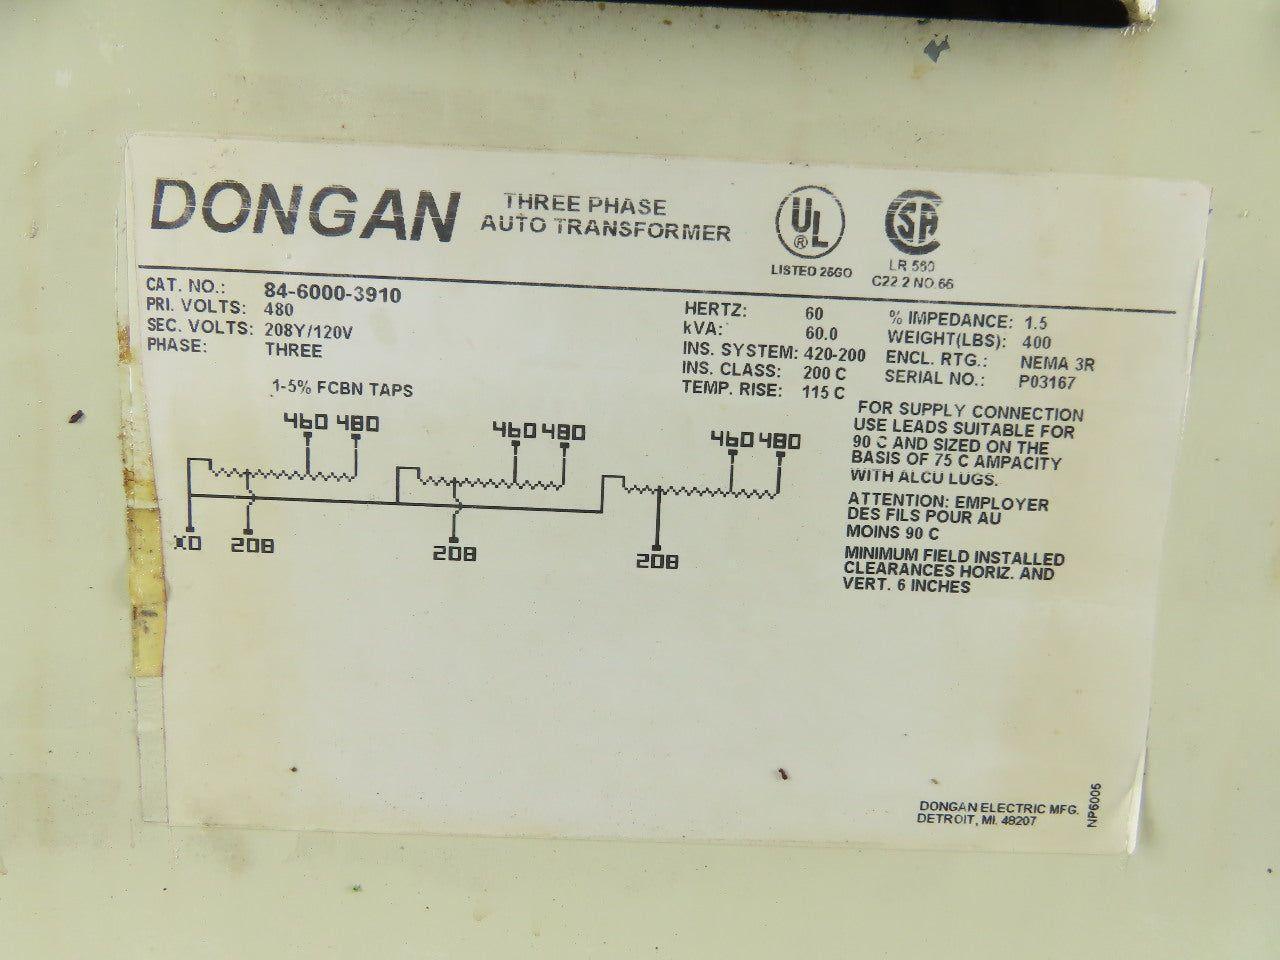 DONGAN
THREE PHASE
AUTO TRANSFORMER
UL
®
LISTED 26GO
CSA
LR 560
C22.2 NO.66
CAT. NO.: 84-6000-3910
PRI. VOLTS: 480
SEC. VOLTS: 208Y/120V
PHASE: THREE
HERTZ: 60
kVA: 60.0
INS. SYSTEM: 420-200
INS. CLASS: 200 C
TEMP. RISE: 115 C
% IMPEDANCE: 1.5
WEIGHT(LBS): 400
ENCL. RTG.: NEMA 3R
SERIAL NO.: P03167
1-5% FCBN TAPS
460 480
460 480
460 480
X0 208
208
208
FOR SUPPLY CONNECTION
USE LEADS SUITABLE FOR
90 C AND SIZED ON THE
BASIS OF 75 C AMPACITY
WITH ALCU LUGS.
ATTENTION: EMPLOYER
DES FILS POUR AU
MOINS 90 C
MINIMUM FIELD INSTALLED
CLEARANCES HORIZ. AND
VERT. 6 INCHES
DONGAN ELECTRIC MFG.
DETROIT, MI. 48207
NP6005